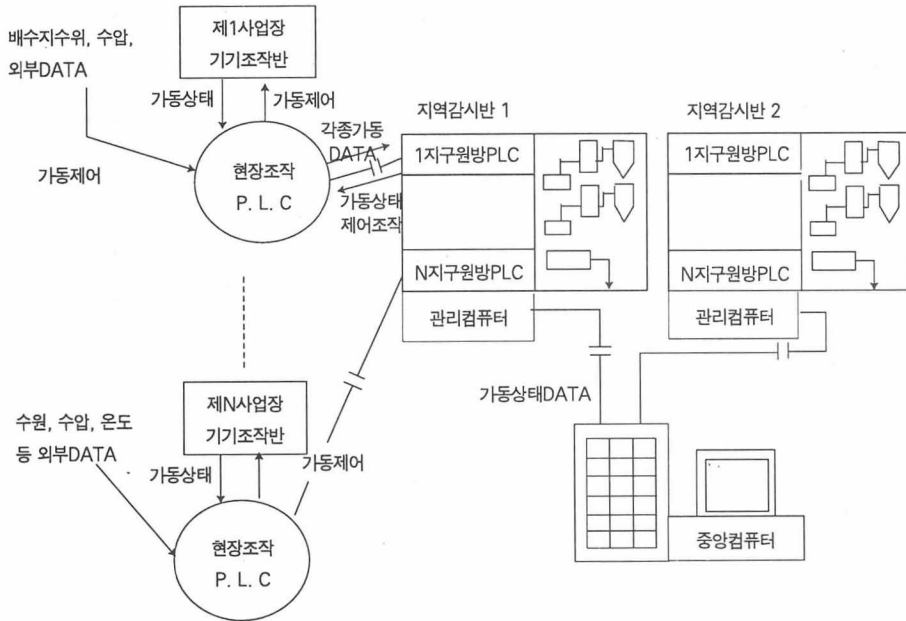 배수지수위, 수압,
외부DATA
제1사업장
기기조작반
가동상태
가동제어
가동제어
현장조작
P. L. C
각종가동
DATA
가동상태
제어조작
지역감시반 1
1지구원방PLC
N지구원방PLC
관리컴퓨터
지역감시반 2
1지구원방PLC
N지구원방PLC
관리컴퓨터
가동상태DATA
중앙컴퓨터
수원, 수압, 온도
등 외부DATA
제N사업장
기기조작반
가동상태
가동제어
현장조작
P. L. C